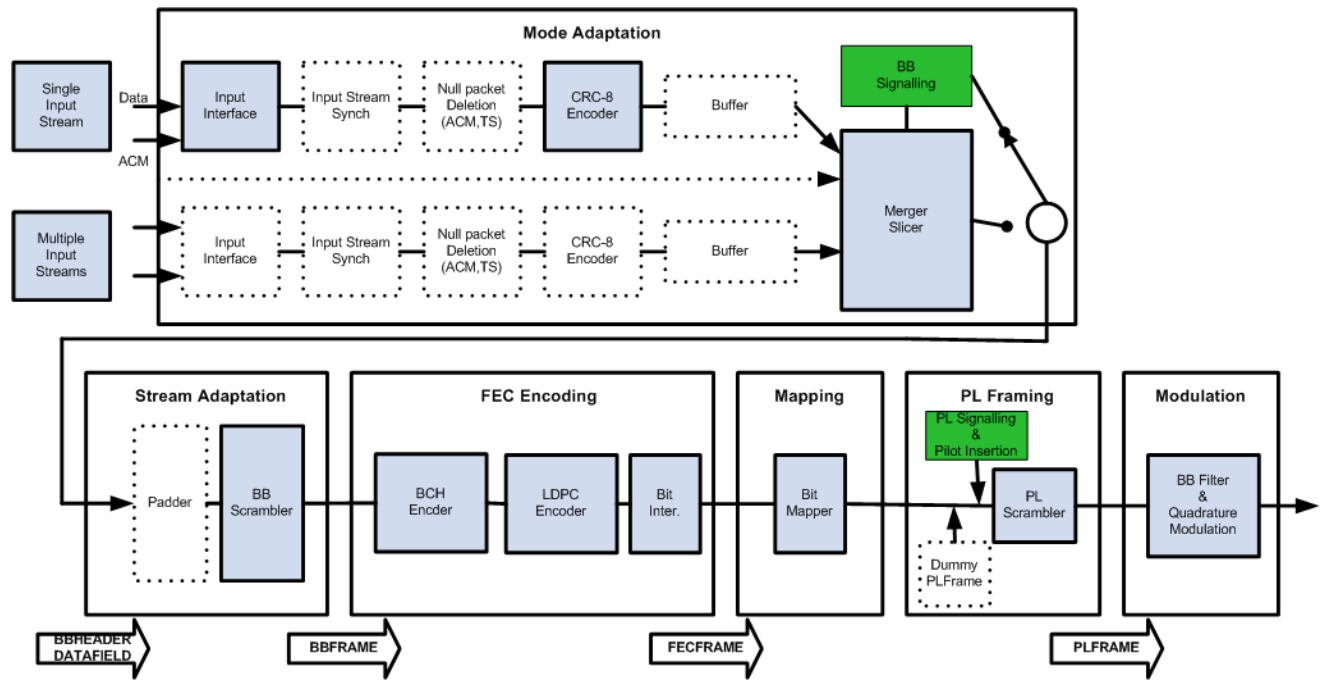 Mode Adaptation
Single
Input
Stream
Data
ACM
Input
Interface
Input Stream
Synch
Null packet
Deletion
(ACM,TS)
CRC-8
Encoder
Buffer
BB
Signalling
Merger
Slicer
Multiple
Input
Streams
Input
Interface
Input Stream
Synch
Null packet
Deletion
(ACM,TS)
CRC-8
Encoder
Buffer
Stream Adaptation
Padder
BB
Scrambler
FEC Encoding
BCH
Encder
LDPC
Encoder
Bit
Inter.
Mapping
Bit
Mapper
PL Framing
PL Signalling
&
Pilot Insertion
PL
Scrambler
Dummy
PLFrame
Modulation
BB Filter
&
Quadrature
Modulation
BBHEADER
DATAFIELD
BBFRAME
FECFRAME
PLFRAME